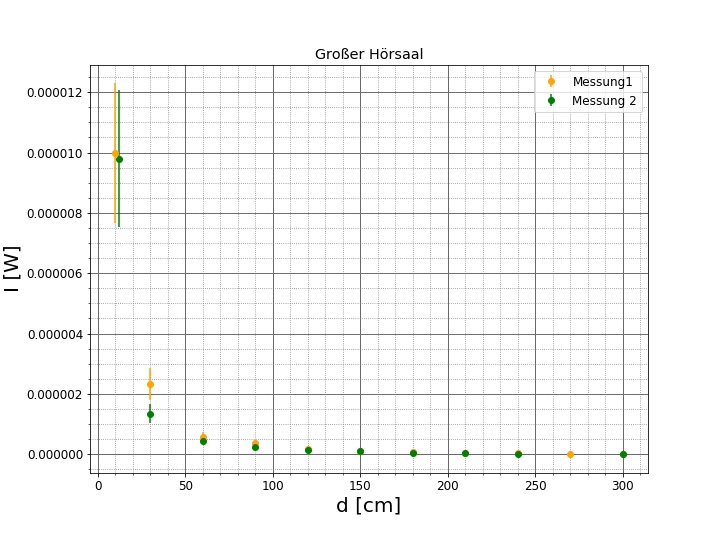 Großer Hörsaal
Messung1
Messung 2
0.000012
0.000010
0.000008
0.000006
0.000004
0.000002
0.000000
I [W]
0 50 100 150 200 250 300
d [cm]